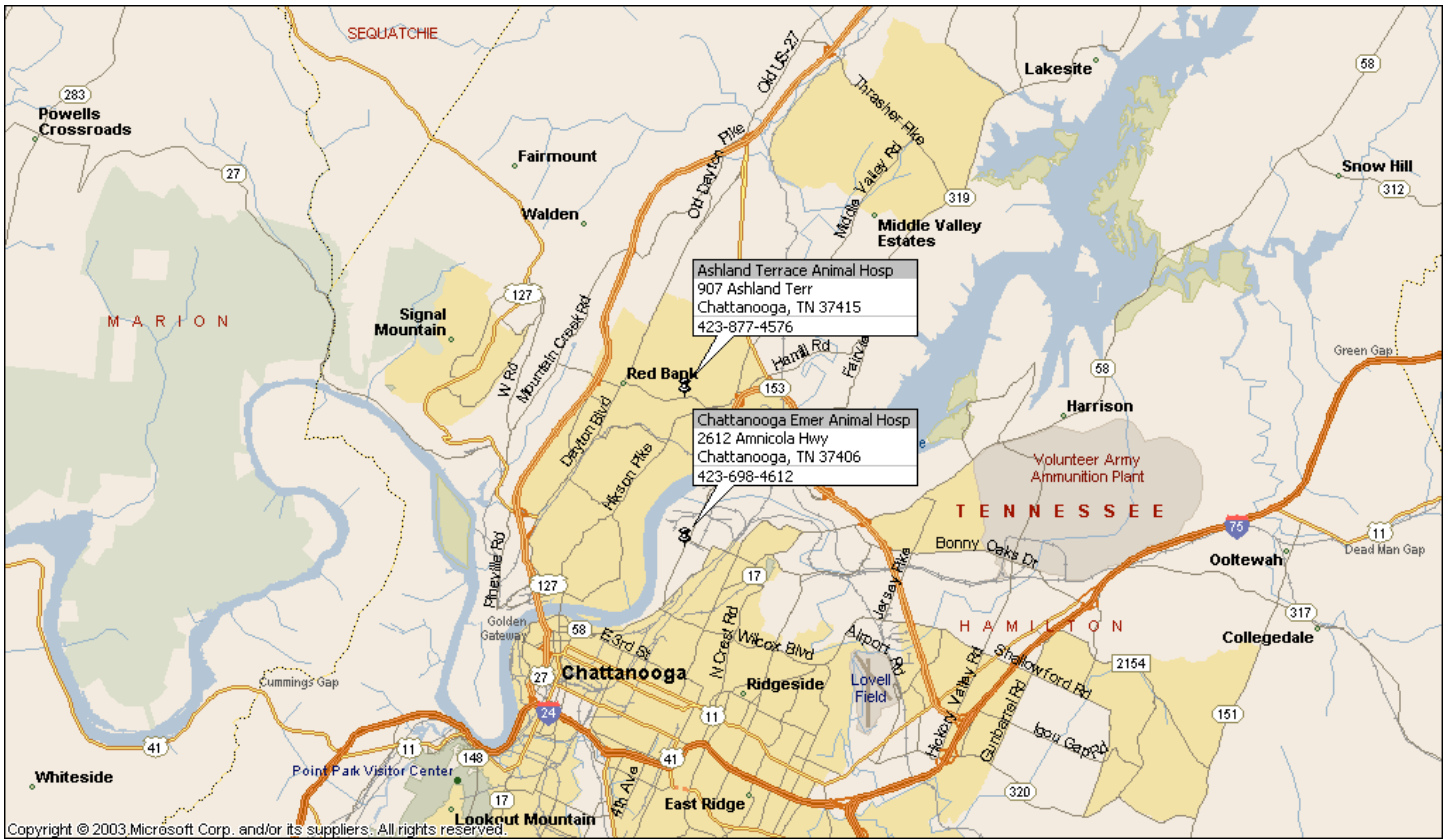 SEQUATCHIE
Old US-27
58
Lakesite
283
Powells
Crossroads
Thrasher Pike
Pike
Fairmount
Old Dayton
Middle Valley Rd
Snow Hill
27
312
319
Walden
Middle Valley
Estates
Ashland Terrace Animal Hosp
907 Ashland Terr
Chattanooga, TN 37415
423-877-4576
127
Signal
Mountain
MARION
W Rd
Mountain Creek Rd
Hamill Rd
Green Gap
58
Red Bank
153
Harrison
Dayton Blvd
Chattanooga Emer Animal Hosp
2612 Amnicola Hwy
Chattanooga, TN 37406
423-698-4612
Hixson Pike
Volunteer Army
Ammunition Plant
TENNESSEE
75
11
Dead Man Gap
Bonny Oaks Dr
Ooltewah
Pineville Rd
127
17
Jersey Pike
Golden
Gateway
58
E 3rd St
N Crest Rd
Wilcox Blvd
Airport Rd
HAMILTON
317
Collegedale
Chattanooga
27
Ridgeside
Lovell
Field
Hickory Valley Rd
Shallowford Rd
2154
Cummings Gap
24
11
Gunbarrel Rd
151
Igou Gap Rd
41
11
148
41
Whiteside
Point Park Visitor Center
4th Ave
320
17
East Ridge
Lookout Mountain
Copyright © 2003 Microsoft Corp. and/or its suppliers. All rights reserved.